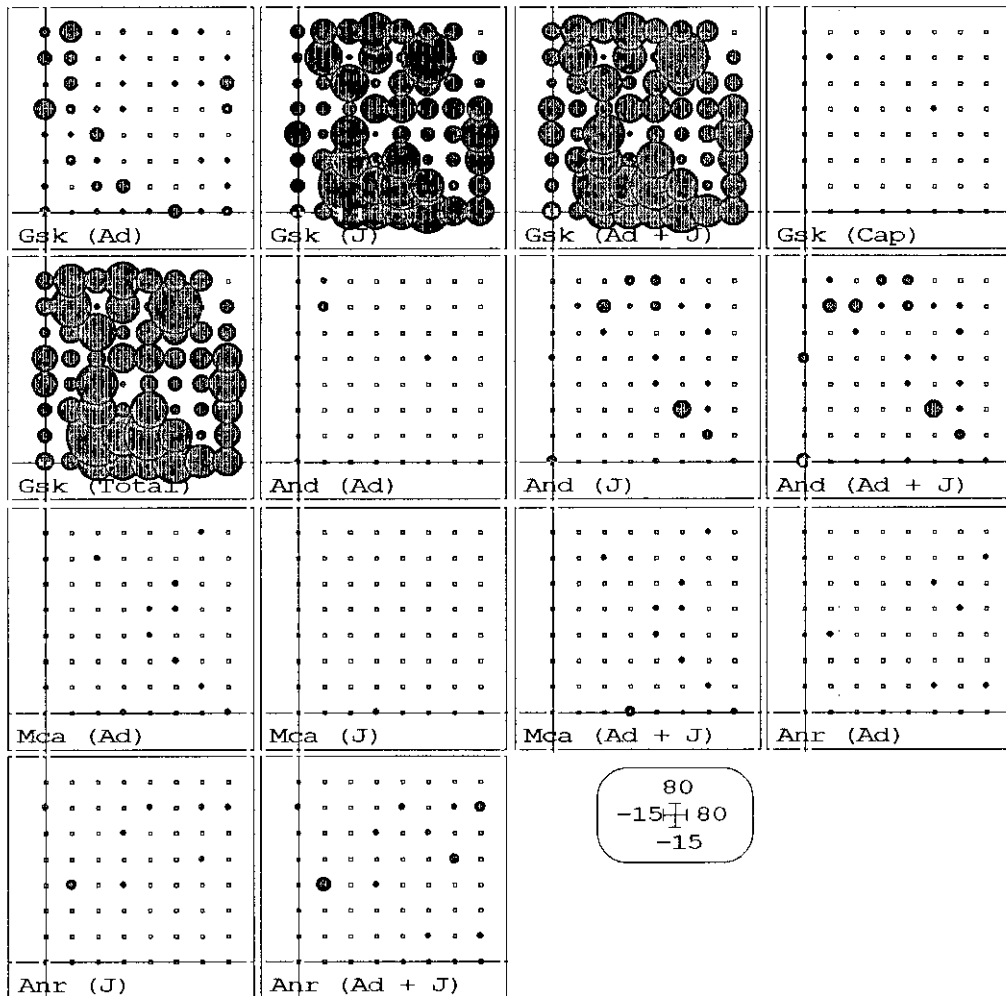 Gsk (Ad)
Gsk (J)
Gsk (Ad + J)
Gsk (Cap)
Gsk (Total)
And (Ad)
And (J)
And (Ad + J)
Mca (Ad)
Mca (J)
Mca (Ad + J)
Anr (Ad)
Anr (J)
Anr (Ad + J)
80
-15 80
-15